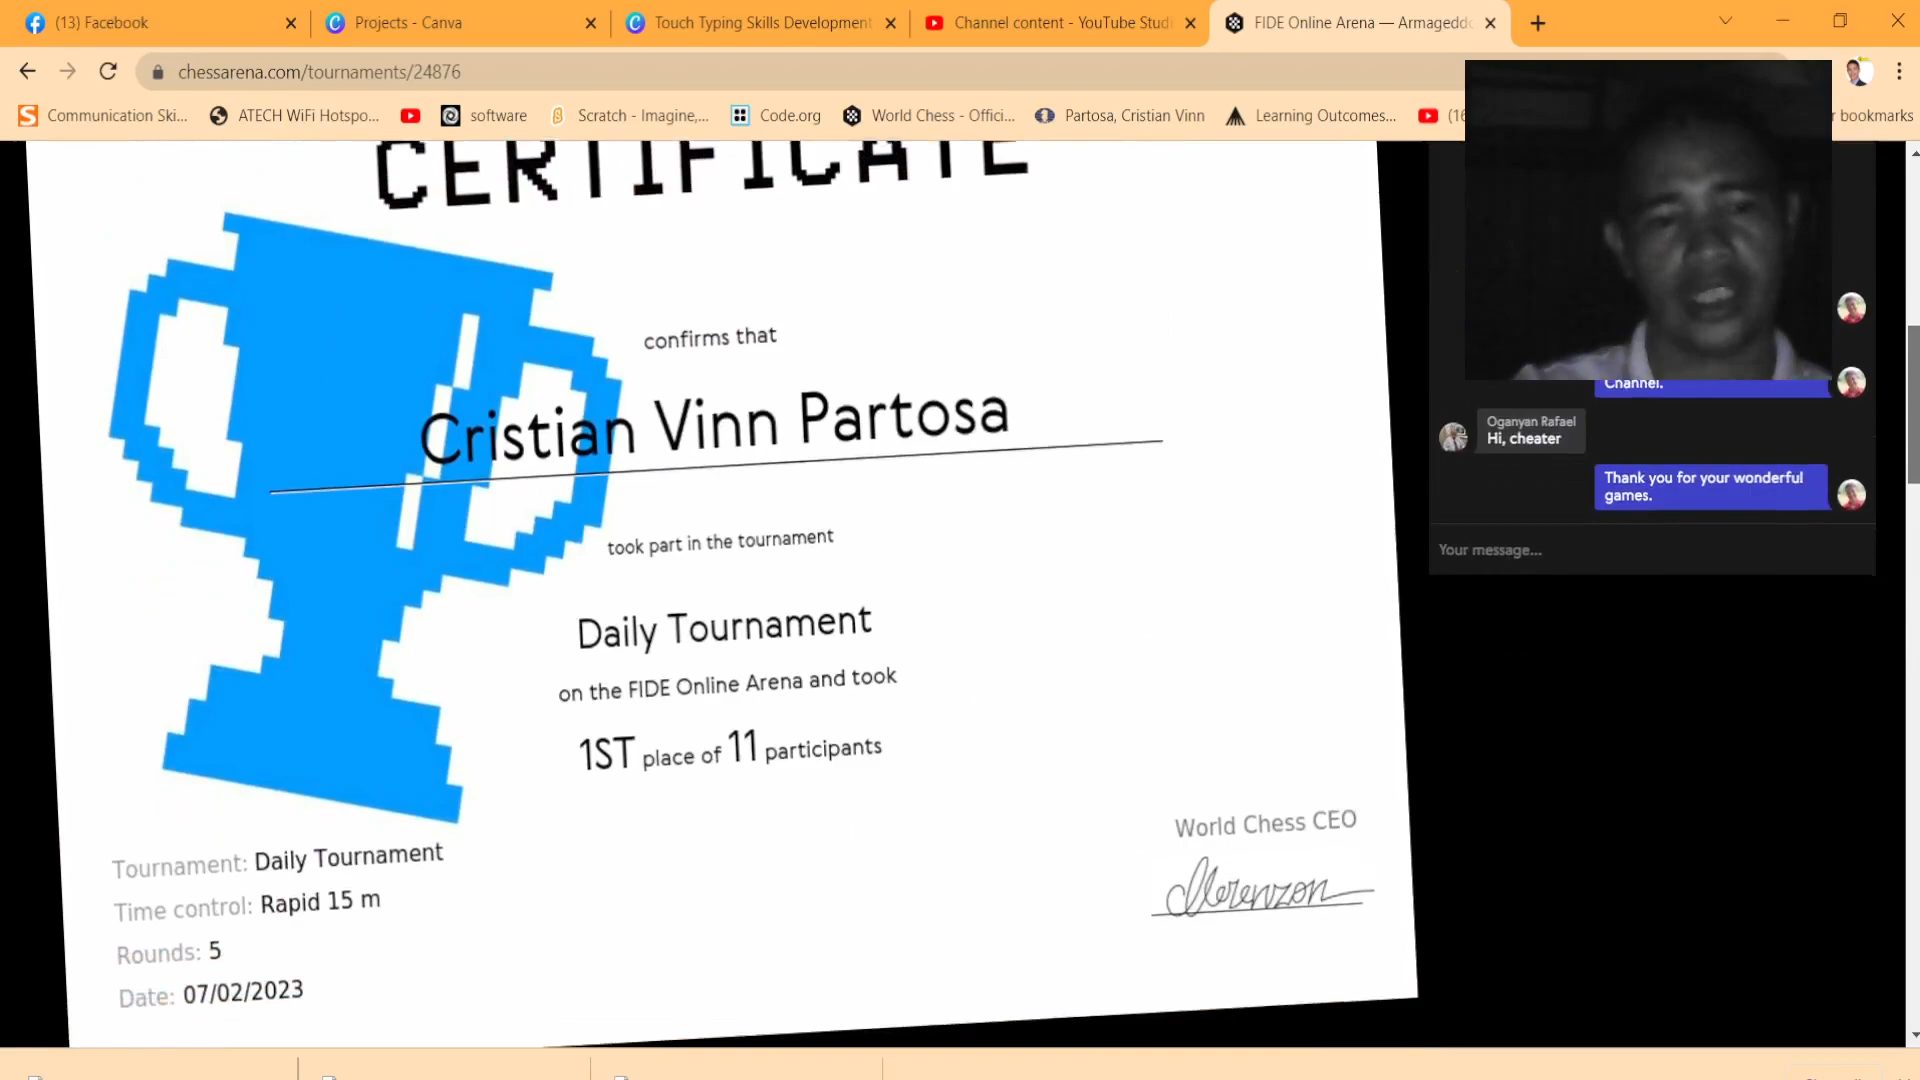 (13) Facebook
Projects - Canva
Touch Typing Skills Development
Channel content - YouTube Studi
FIDE Online Arena — Armageddo
chessarena.com/tournaments/24876
Communication Ski...
ATECH WiFi Hotspo...
software
Scratch - Imagine,...
Code.org
World Chess - Offici...
Partosa, Cristian Vinn
Learning Outcomes...
(16
r bookmarks
CERTIFICATE
confirms that
Cristian Vinn Partosa
took part in the tournament
Daily Tournament
on the FIDE Online Arena and took
1ST place of 11 participants
World Chess CEO
Merenzon
Tournament: Daily Tournament
Time control: Rapid 15 m
Rounds: 5
Date: 07/02/2023
Channel.
Oganyan Rafael
Hi, cheater
Thank you for your wonderful
games.
Your message...